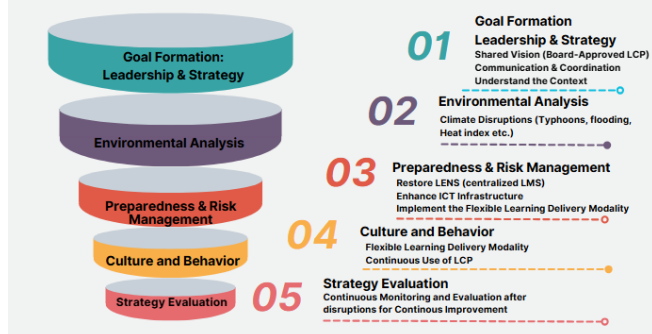 Goal Formation:
Leadership & Strategy
Environmental Analysis
Preparedness & Risk
Management
Culture and Behavior
Strategy Evaluation
01
Goal Formation
Leadership & Strategy
Shared Vision (Board-Approved LCP)
Communication & Coordination
Understand the Context
02
Environmental Analysis
Climate Disruptions (Typhoons, flooding,
Heat index etc.)
03
Preparedness & Risk Management
Restore LENS (centralized LMS)
Enhance ICT Infrastructure
Implement the Flexible Learning Delivery Modality
04
Culture and Behavior
Flexible Learning Delivery Modality
Continuous Use of LCP
05
Strategy Evaluation
Continuous Monitoring and Evaluation after
disruptions for Continous Improvement